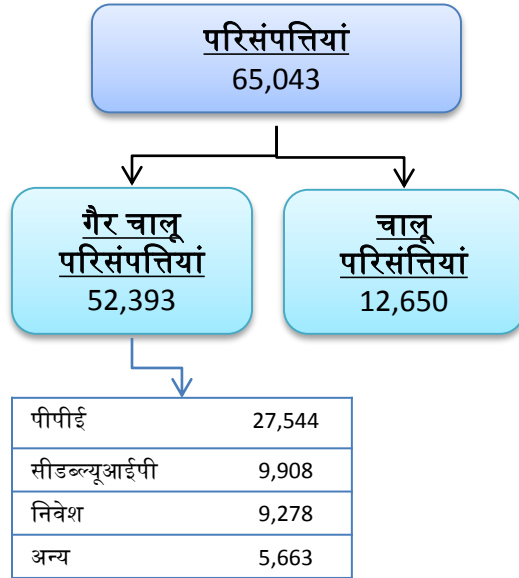 परिसंपत्तियां
65,043
गैर चालू
परिसंपत्तियां
52,393
चालू
परिसंत्तियां
12,650
पीपीई 27,544
सीडब्ल्यूआईपी 9,908
निवेश 9,278
अन्य 5,663